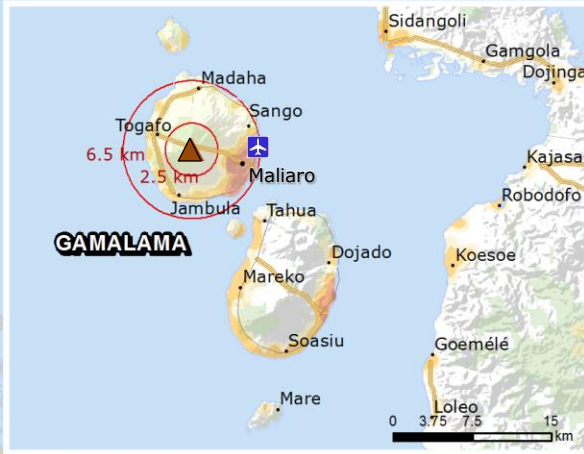 Sidangoli
Gamgola
Dojinga
Madaha
Sango
Togafo
6.5 km
2.5 km
Maliaro
Kajasa
Jambula
Tahua
Robodofo
GAMALAMA
Dojado
Koesoe
Mareko
Soasiu
Goemélé
Mare
Loleo
0 3.75 7.5 15
km